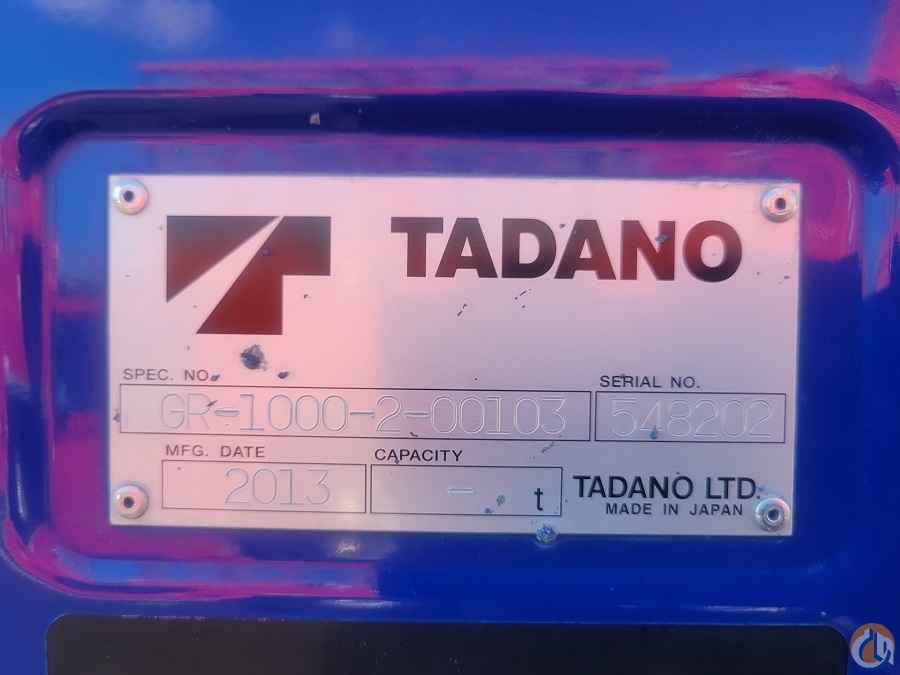 TADANO
SPEC. NO.
SERIAL NO.
GR-1000-2-00103
548202
MFG. DATE
CAPACITY
2013
- t
TADANO LTD.
MADE IN JAPAN